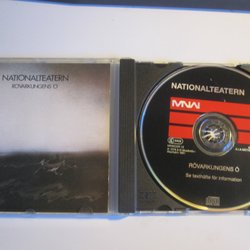 NATIONALTEATERN
RÖVARKUNGENS Ö
NATIONALTEATERN
MNW
RÖVARKUNGENS Ö
Se texthäfte för information